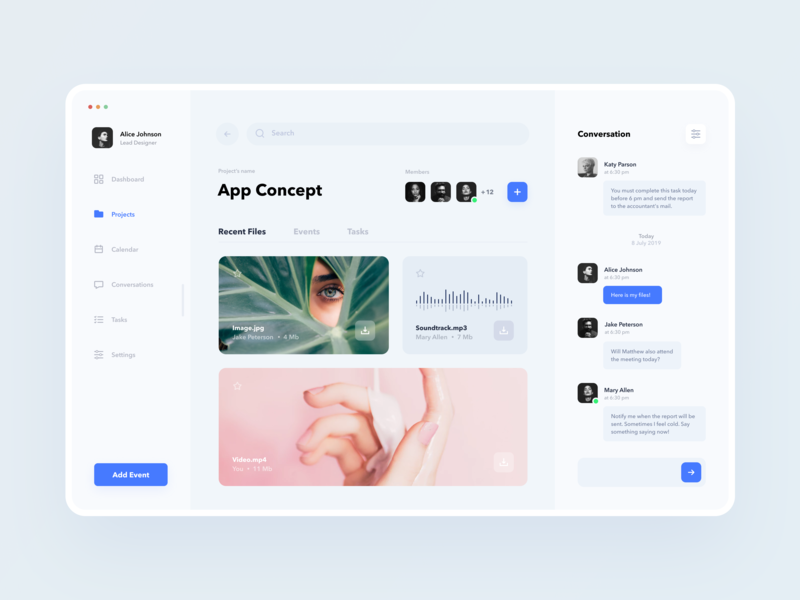 Alice Johnson
Lead Designer
Dashboard
Projects
Calendar
Conversations
Tasks
Settings
Add Event
Search
Project's name
App Concept
Members
+12
Recent Files
Events
Tasks
Image.jpg
Jake Peterson • 4 Mb
Soundtrack.mp3
Mary Allen • 7 Mb
Video.mp4
You • 11 Mb
Conversation
Katy Parson
at 6:30 pm
You must complete this task today
before 6 pm and send the report
to the accountant's mail.
Today
8 July 2019
Alice Johnson
at 6:30 pm
Here is my files!
Jake Peterson
at 6:30 pm
Will Matthew also attend
the meeting today?
Mary Allen
at 6:30 pm
Notify me when the report will be
sent. Sometimes I feel cold. Say
something saying now!